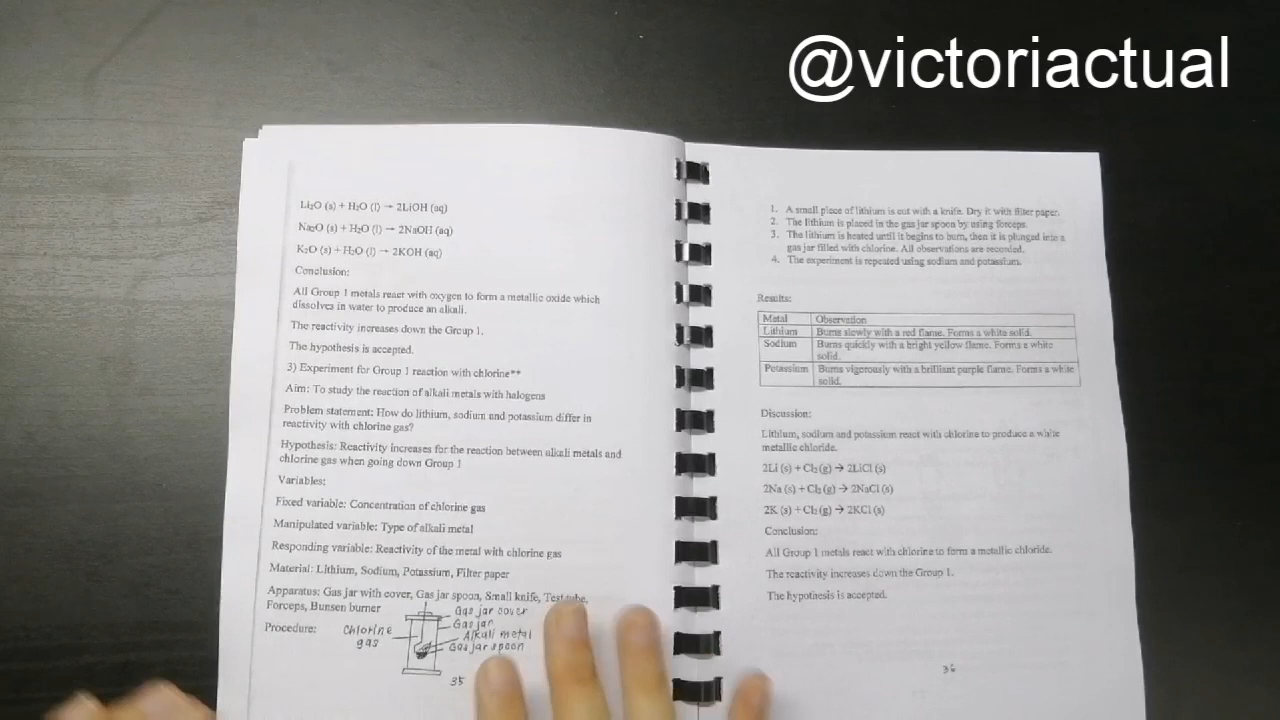 @victoriactual
Li₂O (s) + H₂O (l) → 2LiOH (aq)
Na₂O (s) + H₂O (l) → 2NaOH (aq)
K₂O (s) + H₂O (l) → 2KOH (aq)
Conclusion:
All Group 1 metals react with oxygen to form a metallic oxide which
dissolves in water to produce an alkali.
The reactivity increases down the Group 1.
The hypothesis is accepted.
3) Experiment for Group 1 reaction with chlorine**
Aim: To study the reaction of alkali metals with halogens
Problem statement: How do lithium, sodium and potassium differ in
reactivity with chlorine gas?
Hypothesis: Reactivity increases for the reaction between alkali metals and
chlorine gas when going down Group 1
Variables:
Fixed variable: Concentration of chlorine gas
Manipulated variable: Type of alkali metal
Responding variable: Reactivity of the metal with chlorine gas
Material: Lithium, Sodium, Potassium, Filter paper
Apparatus: Gas jar with cover, Gas jar spoon, Small knife, Test tube,
Forceps, Bunsen burner
Procedure:
Chlorine
gas
Gas jar cover
Gas jar
Alkali metal
Gas jar spoon
35
1. A small piece of lithium is cut with a knife. Dry it with filter paper.
2. The lithium is placed in the gas jar spoon by using forceps.
3. The lithium is heated until it begins to burn, then it is plunged into a
gas jar filled with chlorine. All observations are recorded.
4. The experiment is repeated using sodium and potassium.
Results:
Metal Observation
Lithium Burns slowly with a red flame. Forms a white solid.
Sodium Burns quickly with a bright yellow flame. Forms a white
solid.
Potassium Burns vigorously with a brilliant purple flame. Forms a white
solid.
Discussion:
Lithium, sodium and potassium react with chlorine to produce a white
metallic chloride.
2Li (s) + Cl₂ (g) → 2LiCl (s)
2Na (s) + Cl₂ (g) → 2NaCl (s)
2K (s) + Cl₂ (g) → 2KCl (s)
Conclusion:
All Group 1 metals react with chlorine to form a metallic chloride.
The reactivity increases down the Group 1.
The hypothesis is accepted.
36